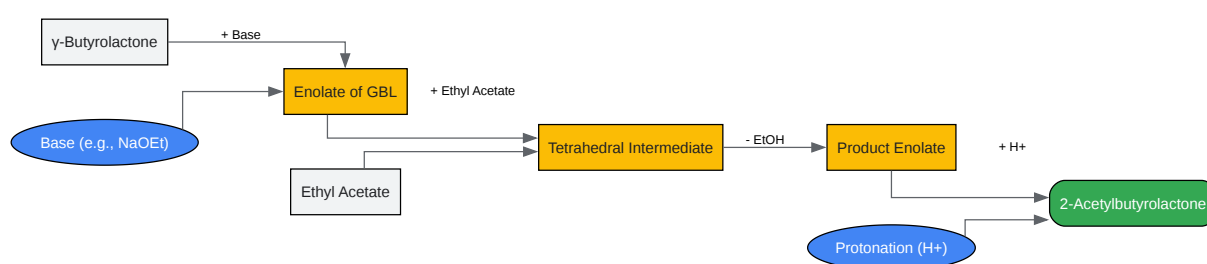 γ-Butyrolactone
+ Base
Enolate of GBL
+ Ethyl Acetate
Base (e.g., NaOEt)
Tetrahedral Intermediate
- EtOH
Product Enolate
+ H+
Ethyl Acetate
2-Acetylbutyrolactone
Protonation (H+)